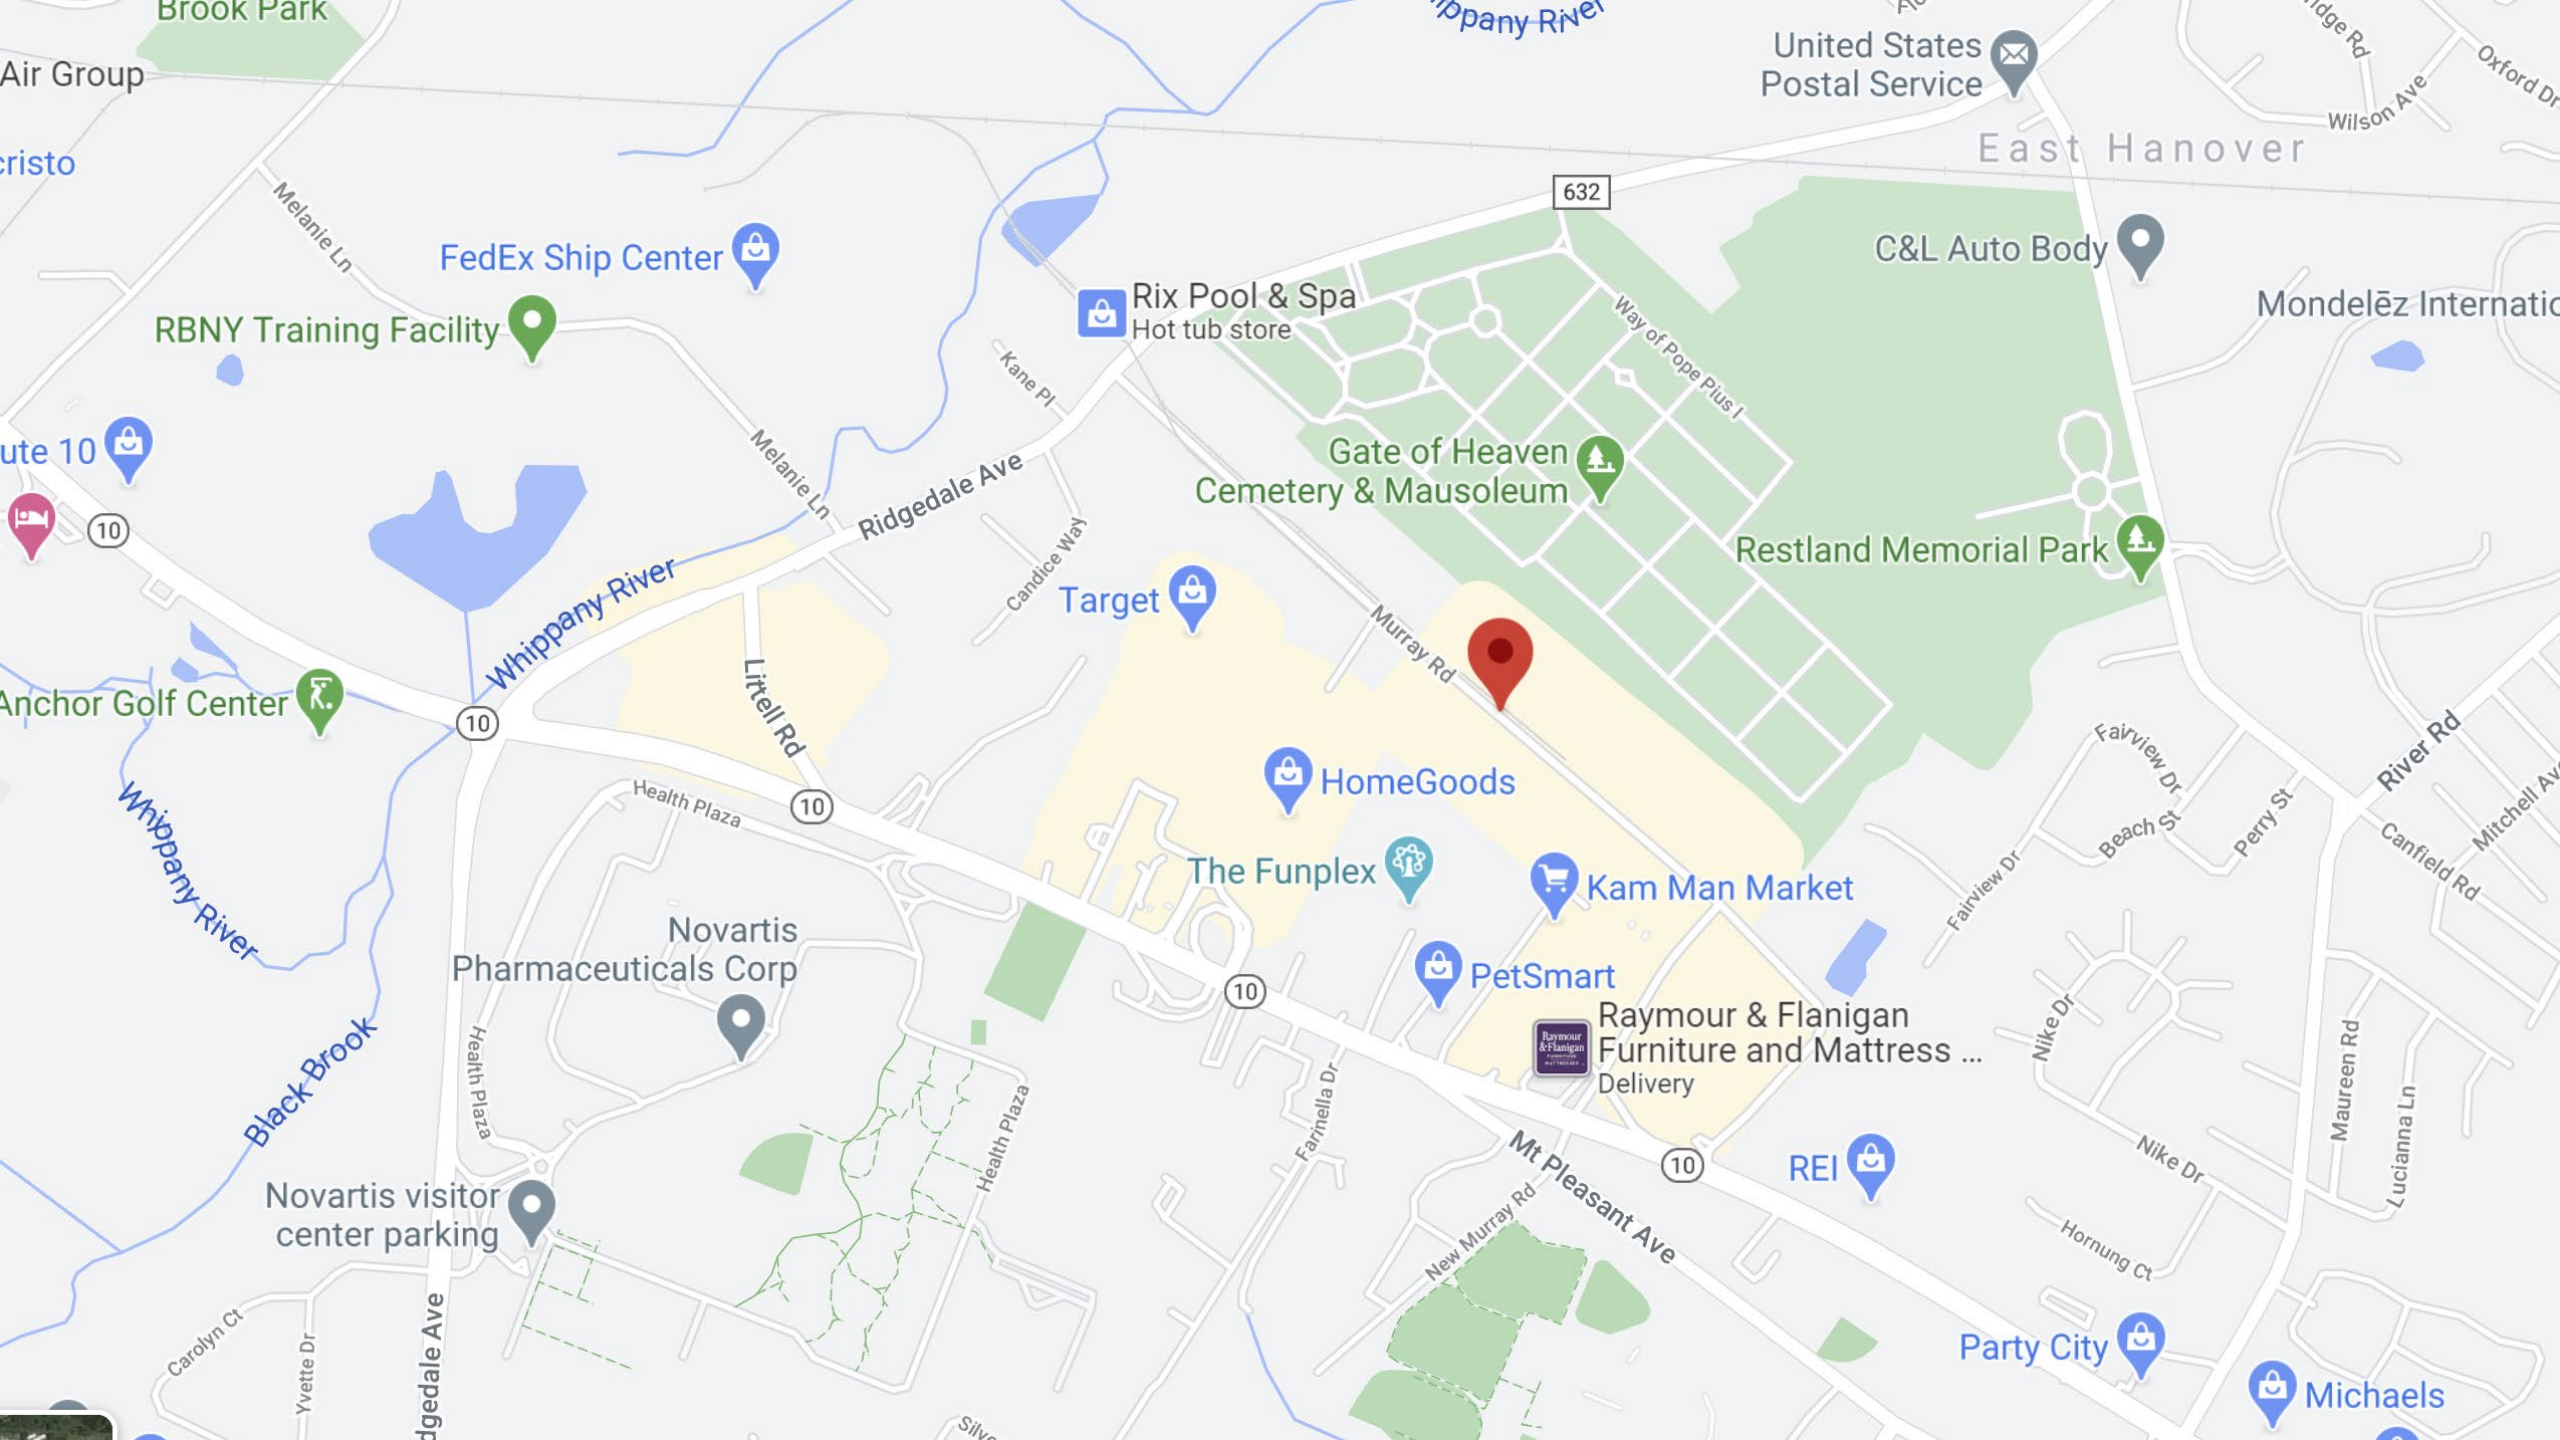 Brook Park
Air Group
cristo
ippany River
United States
Postal Service
idge Rd
Oxford Dr
Wilson Ave
East Hanover
632
Melanie Ln
FedEx Ship Center
RBNY Training Facility
Rix Pool & Spa
Hot tub store
Way of Pope Pius I
C&L Auto Body
Mondelēz Internatio
Kane Pl
ute 10
10
Melanie Ln
Ridgedale Ave
Gate of Heaven
Cemetery & Mausoleum
Restland Memorial Park
Candice Way
Target
Murray Rd
Whippany River
Littell Rd
Anchor Golf Center
10
Health Plaza
10
HomeGoods
The Funplex
Kam Man Market
Fairview Dr
Beach St
Perry St
River Rd
Mitchell Av
Canfield Rd
Fairview Dr
Whippany River
Novartis
Pharmaceuticals Corp
10
PetSmart
Raymour & Flanigan
Furniture and Mattress ...
Delivery
Raymour
&Flanigan
Nike Dr
Maureen Rd
Lucianna Ln
Black Brook
Health Plaza
Health Plaza
Farinella Dr
Mt Pleasant Ave
10
REI
Nike Dr
Hornung Ct
New Murray Rd
Novartis visitor
center parking
Carolyn Ct
Yvette Dr
dgedale Ave
Party City
Michaels
Silve